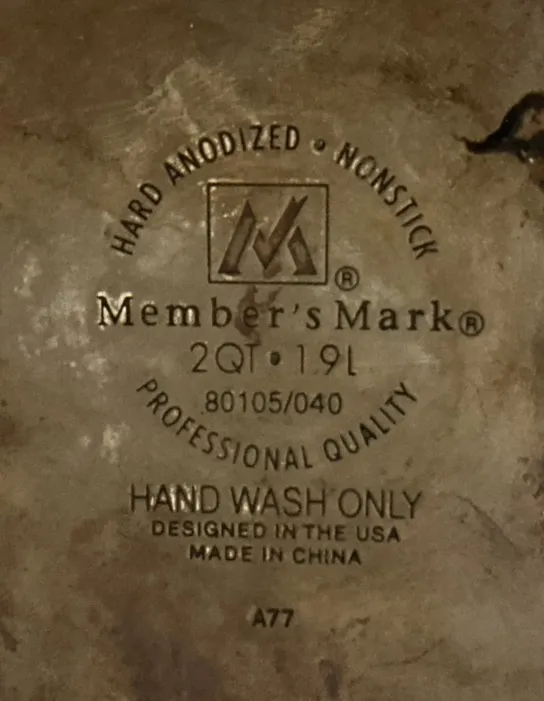 HARD ANODIZED • NONSTICK
M®
Member's Mark®
2QT • 1.9L
80105/040
PROFESSIONAL QUALITY
HAND WASH ONLY
DESIGNED IN THE USA
MADE IN CHINA
A77